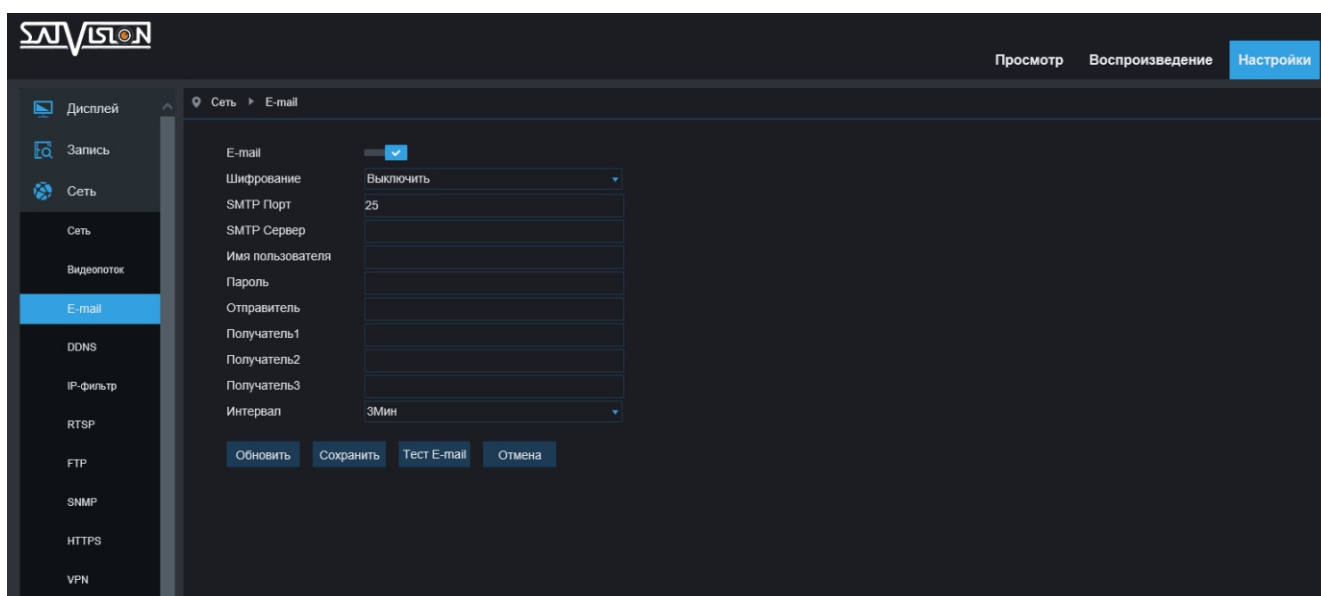 SATVISION
Просмотр Воспроизведение Настройки
Дисплей
Запись
Сеть
Сеть
Видеопоток
E-mail
DDNS
IP-фильтр
RTSP
FTP
SNMP
HTTPS
VPN
Сеть E-mail
E-mail
Шифрование Выключить
SMTP Порт 25
SMTP Сервер
Имя пользователя
Пароль
Отправитель
Получатель1
Получатель2
Получатель3
Интервал 3Мин
Обновить Сохранить Тест E-mail Отмена